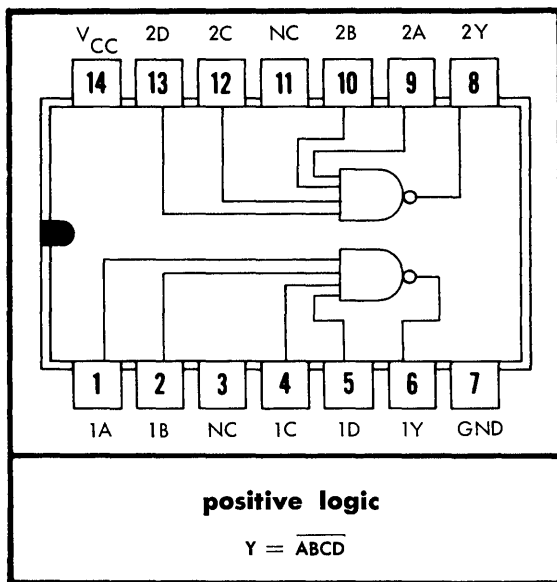 VCC 2D 2C NC 2B 2A 2Y
14 13 12 11 10 9 8
1 2 3 4 5 6 7
1A 1B NC 1C 1D 1Y GND
positive logic
Y = \overline{ABCD}